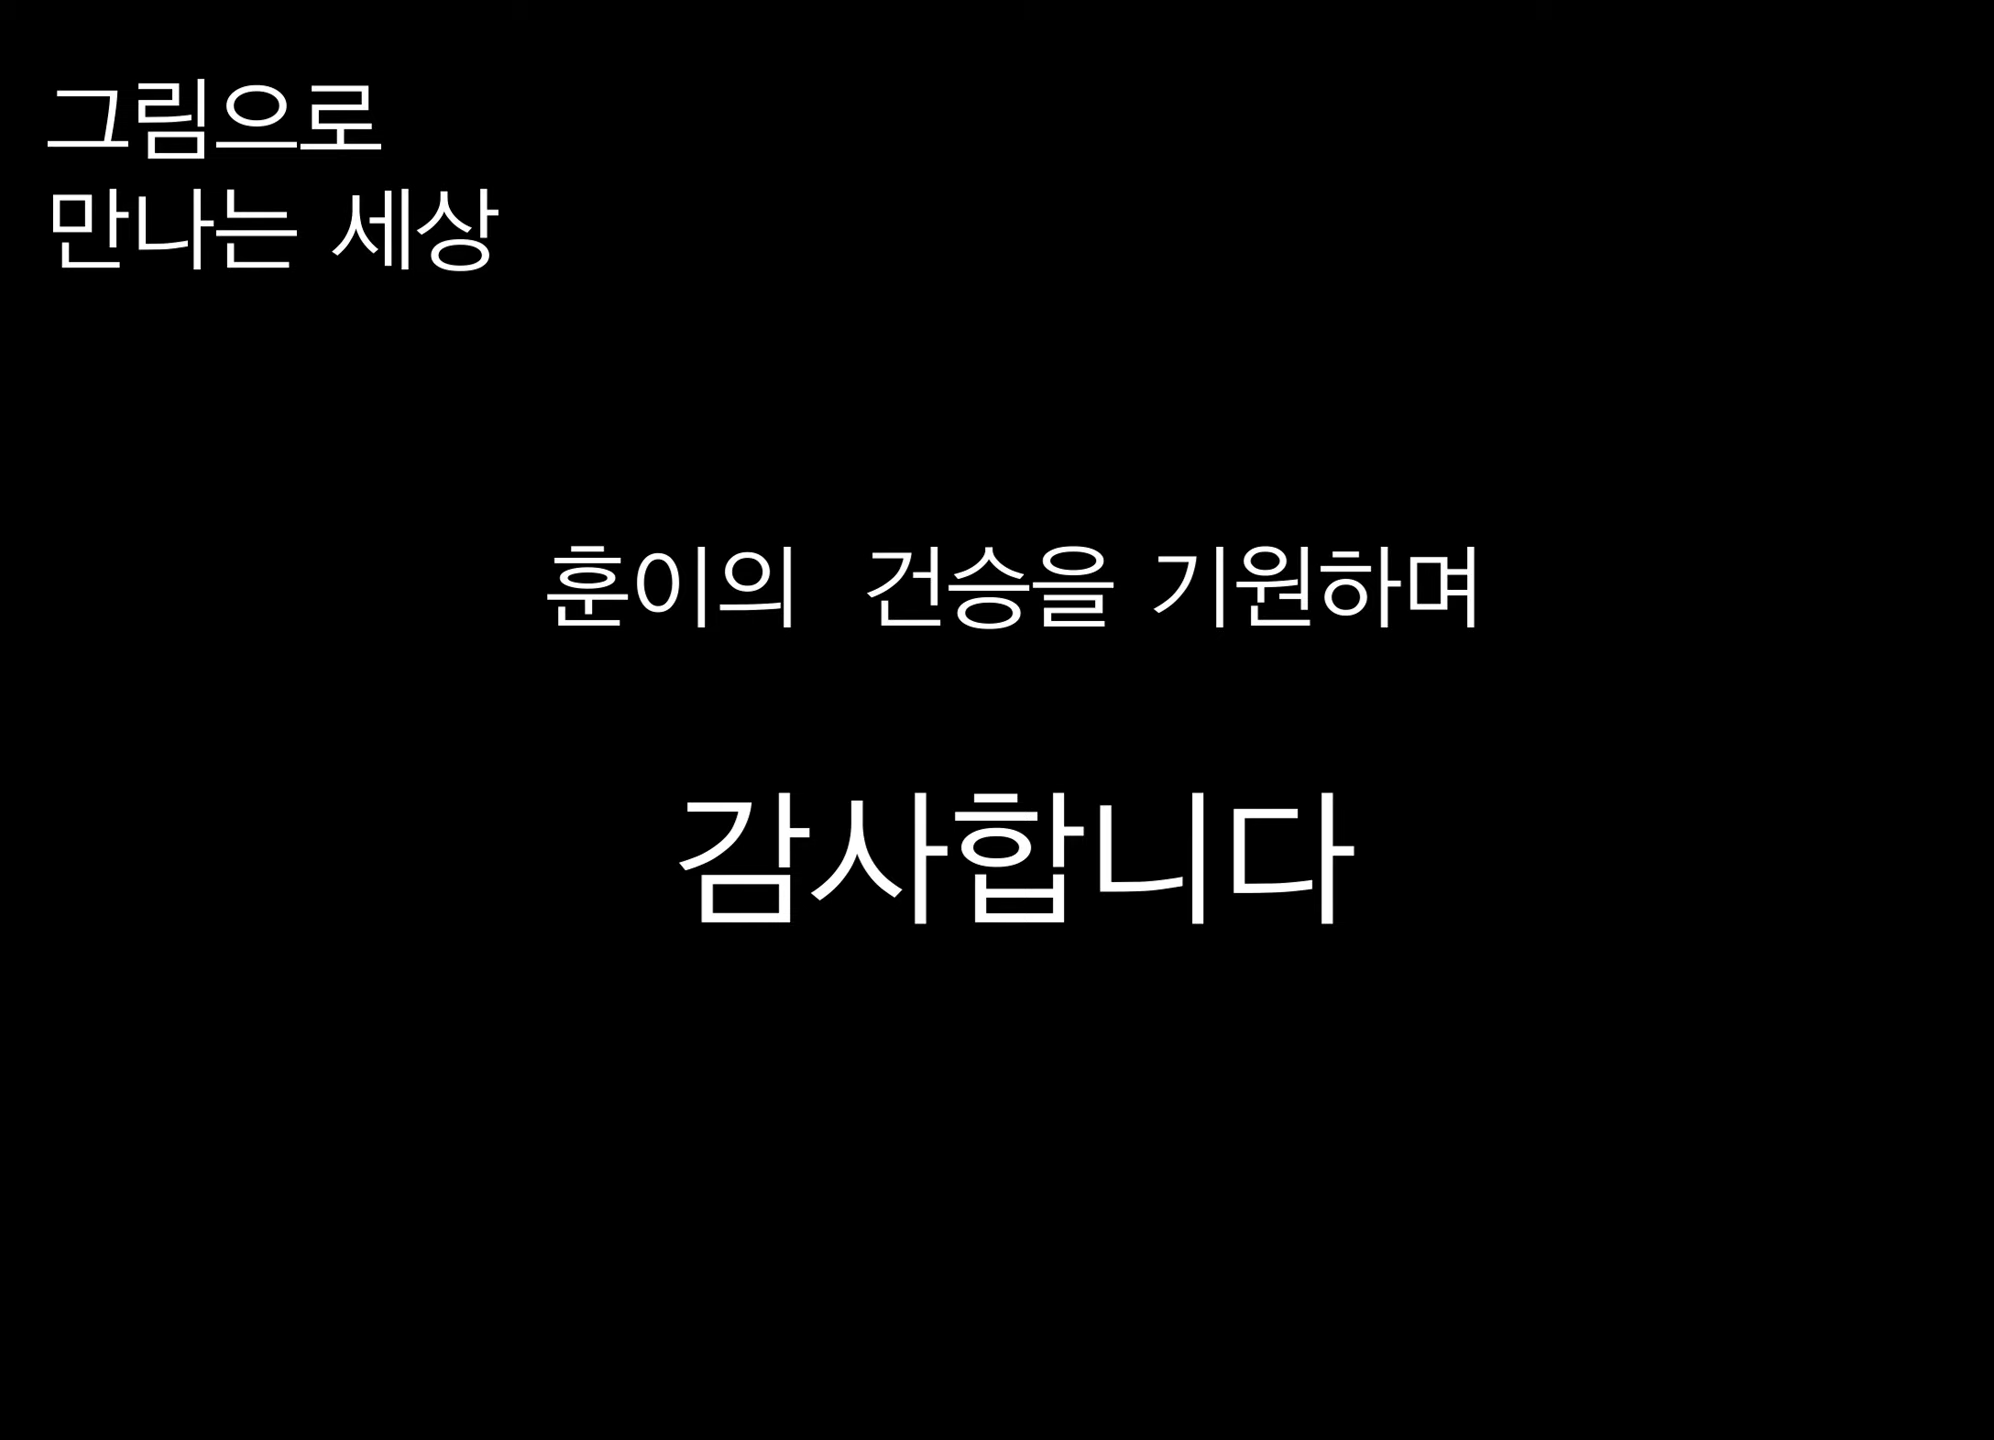 그림으로
만나는 세상
훈이의 건승을 기원하며
감사합니다